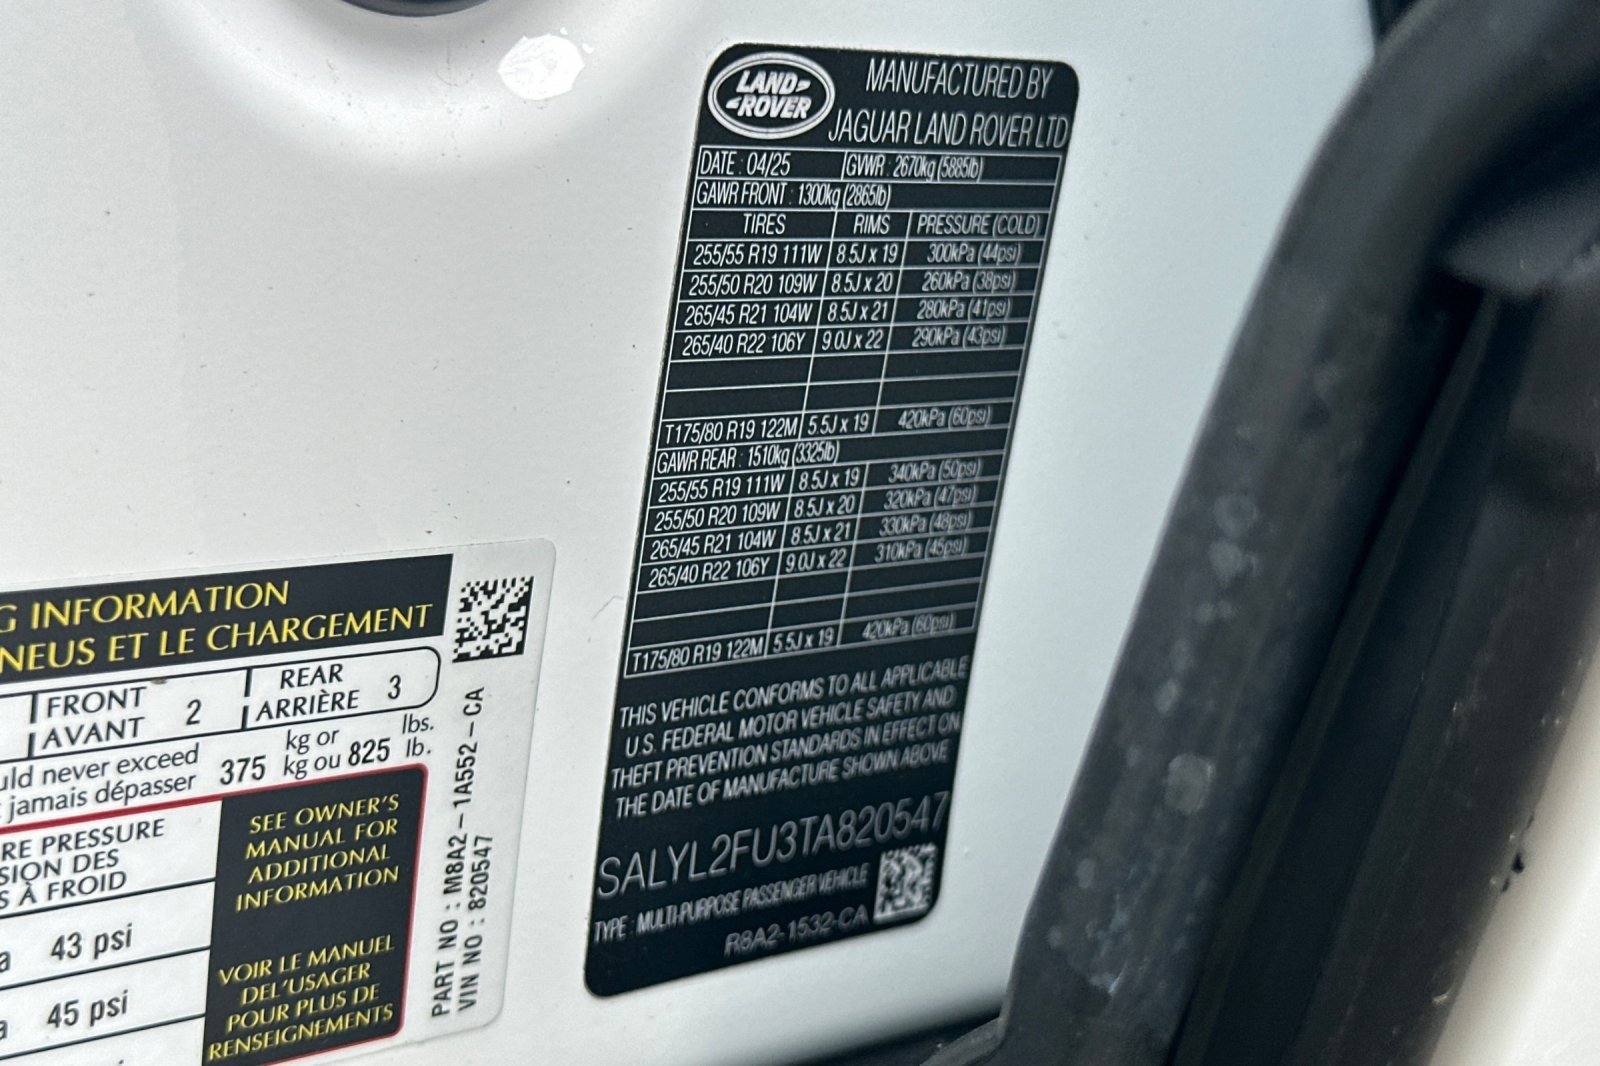 LAND ROVER
MANUFACTURED BY
JAGUAR LAND ROVER LTD
DATE : 04/25 GVWR : 2670kg (5885lb)
GAWR FRONT : 1300kg (2865lb)
TIRES RIMS PRESSURE (COLD)
255/55 R19 111W 8.5J x 19 300kPa (44psi)
255/50 R20 109W 8.5J x 20 260kPa (38psi)
265/45 R21 104W 8.5J x 21 280kPa (41psi)
265/40 R22 106Y 9.0J x 22 290kPa (43psi)
T175/80 R19 122M 5.5J x 19 420kPa (60psi)
GAWR REAR : 1510kg (3325lb)
255/55 R19 111W 8.5J x 19 340kPa (50psi)
255/50 R20 109W 8.5J x 20 320kPa (47psi)
265/45 R21 104W 8.5J x 21 330kPa (48psi)
265/40 R22 106Y 9.0J x 22 310kPa (45psi)
T175/80 R19 122M 5.5J x 19 420kPa (60psi)
THIS VEHICLE CONFORMS TO ALL APPLICABLE
U.S. FEDERAL MOTOR VEHICLE SAFETY AND
THEFT PREVENTION STANDARDS IN EFFECT ON
THE DATE OF MANUFACTURE SHOWN ABOVE
SALYL2FU3TA820547
TYPE : MULTI-PURPOSE PASSENGER VEHICLE
R8A2-1532-CA
G INFORMATION
NEUS ET LE CHARGEMENT
FRONT
AVANT 2
REAR
ARRIÈRE 3
uld never exceed
jamais dépasser 375 kg or
kg ou 825 lbs.
lb.
RE PRESSURE
SION DES
S À FROID
a 43 psi
a 45 psi
SEE OWNER'S
MANUAL FOR
ADDITIONAL
INFORMATION
VOIR LE MANUEL
DEL'USAGER
POUR PLUS DE
RENSEIGNEMENTS
PART NO : M8A2-1A552-CA
VIN NO : 820547